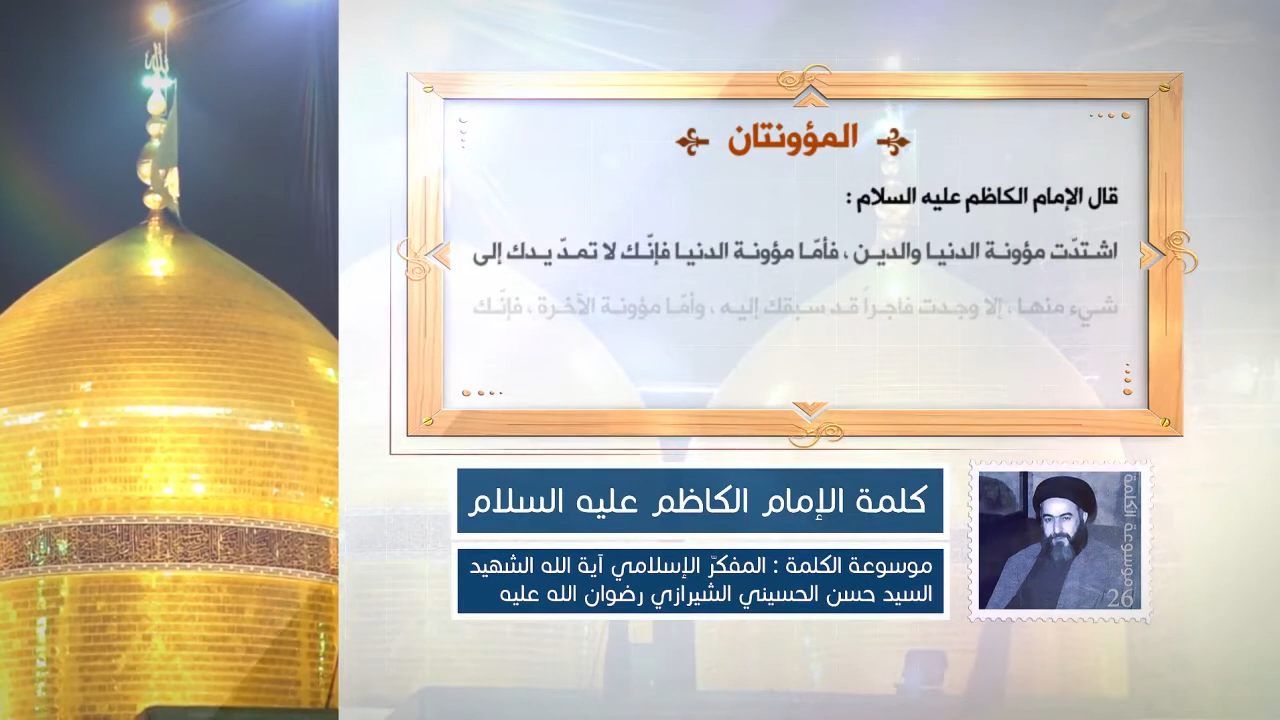 المؤونتان
قال الإمام الكاظم عليه السلام :
اشتدّت مؤونة الدنيا والدين ، فأمّا مؤونة الدنيا فإنّك لا تمدّ يدك إلى
شيء منها ، إلا وجدت فاجراً قد سبقك إليه ، وأمّا مؤونة الآخرة ، فإنّك
كلمة الإمام الكاظم عليه السلام
موسوعة الكلمة : المفكرّ الإسلامي آية الله الشهيد
السيد حسن الحسيني الشيرازي رضوان الله عليه
موسوعة الكلمة
26